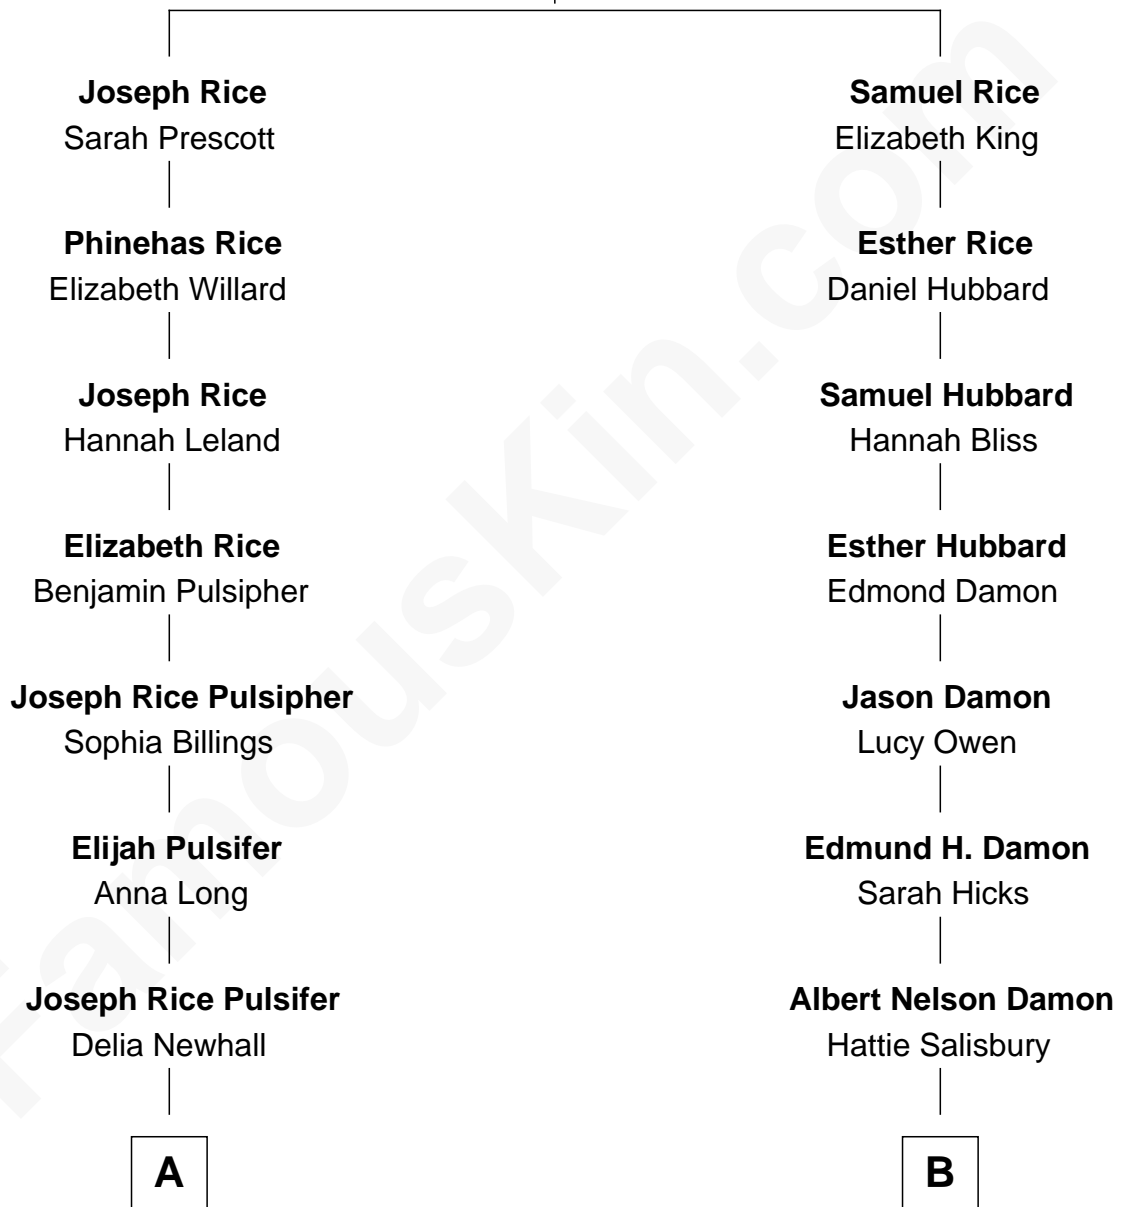 Joseph Rice
Sarah Prescott
Samuel Rice
Elizabeth King
Phinehas Rice
Elizabeth Willard
Esther Rice
Daniel Hubbard
Joseph Rice
Hannah Leland
Samuel Hubbard
Hannah Bliss
Elizabeth Rice
Benjamin Pulsipher
Esther Hubbard
Edmond Damon
Joseph Rice Pulsipher
Sophia Billings
Jason Damon
Lucy Owen
Elijah Pulsifer
Anna Long
Edmund H. Damon
Sarah Hicks
Joseph Rice Pulsifer
Delia Newhall
Albert Nelson Damon
Hattie Salisbury
A
B
FamousKin.com